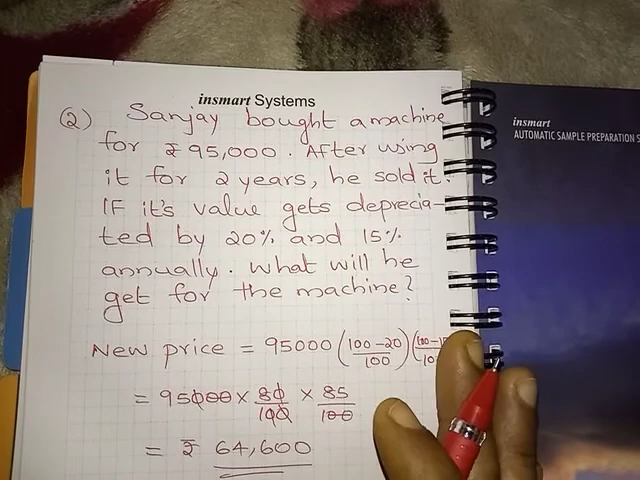 insmart Systems
(2) Sanjay bought a machine
for ₹ 95,000. After using
it for 2 years, he sold it.
IF it's value gets deprecia-
ted by 20% and 15%
annually. What will he
get for the machine?
New price = 95000 (100-20/100) (100-1
= 95000 × 80/100 × 85/100
= ₹ 64,600
insmart
AUTOMATIC SAMPLE PREPARATION S